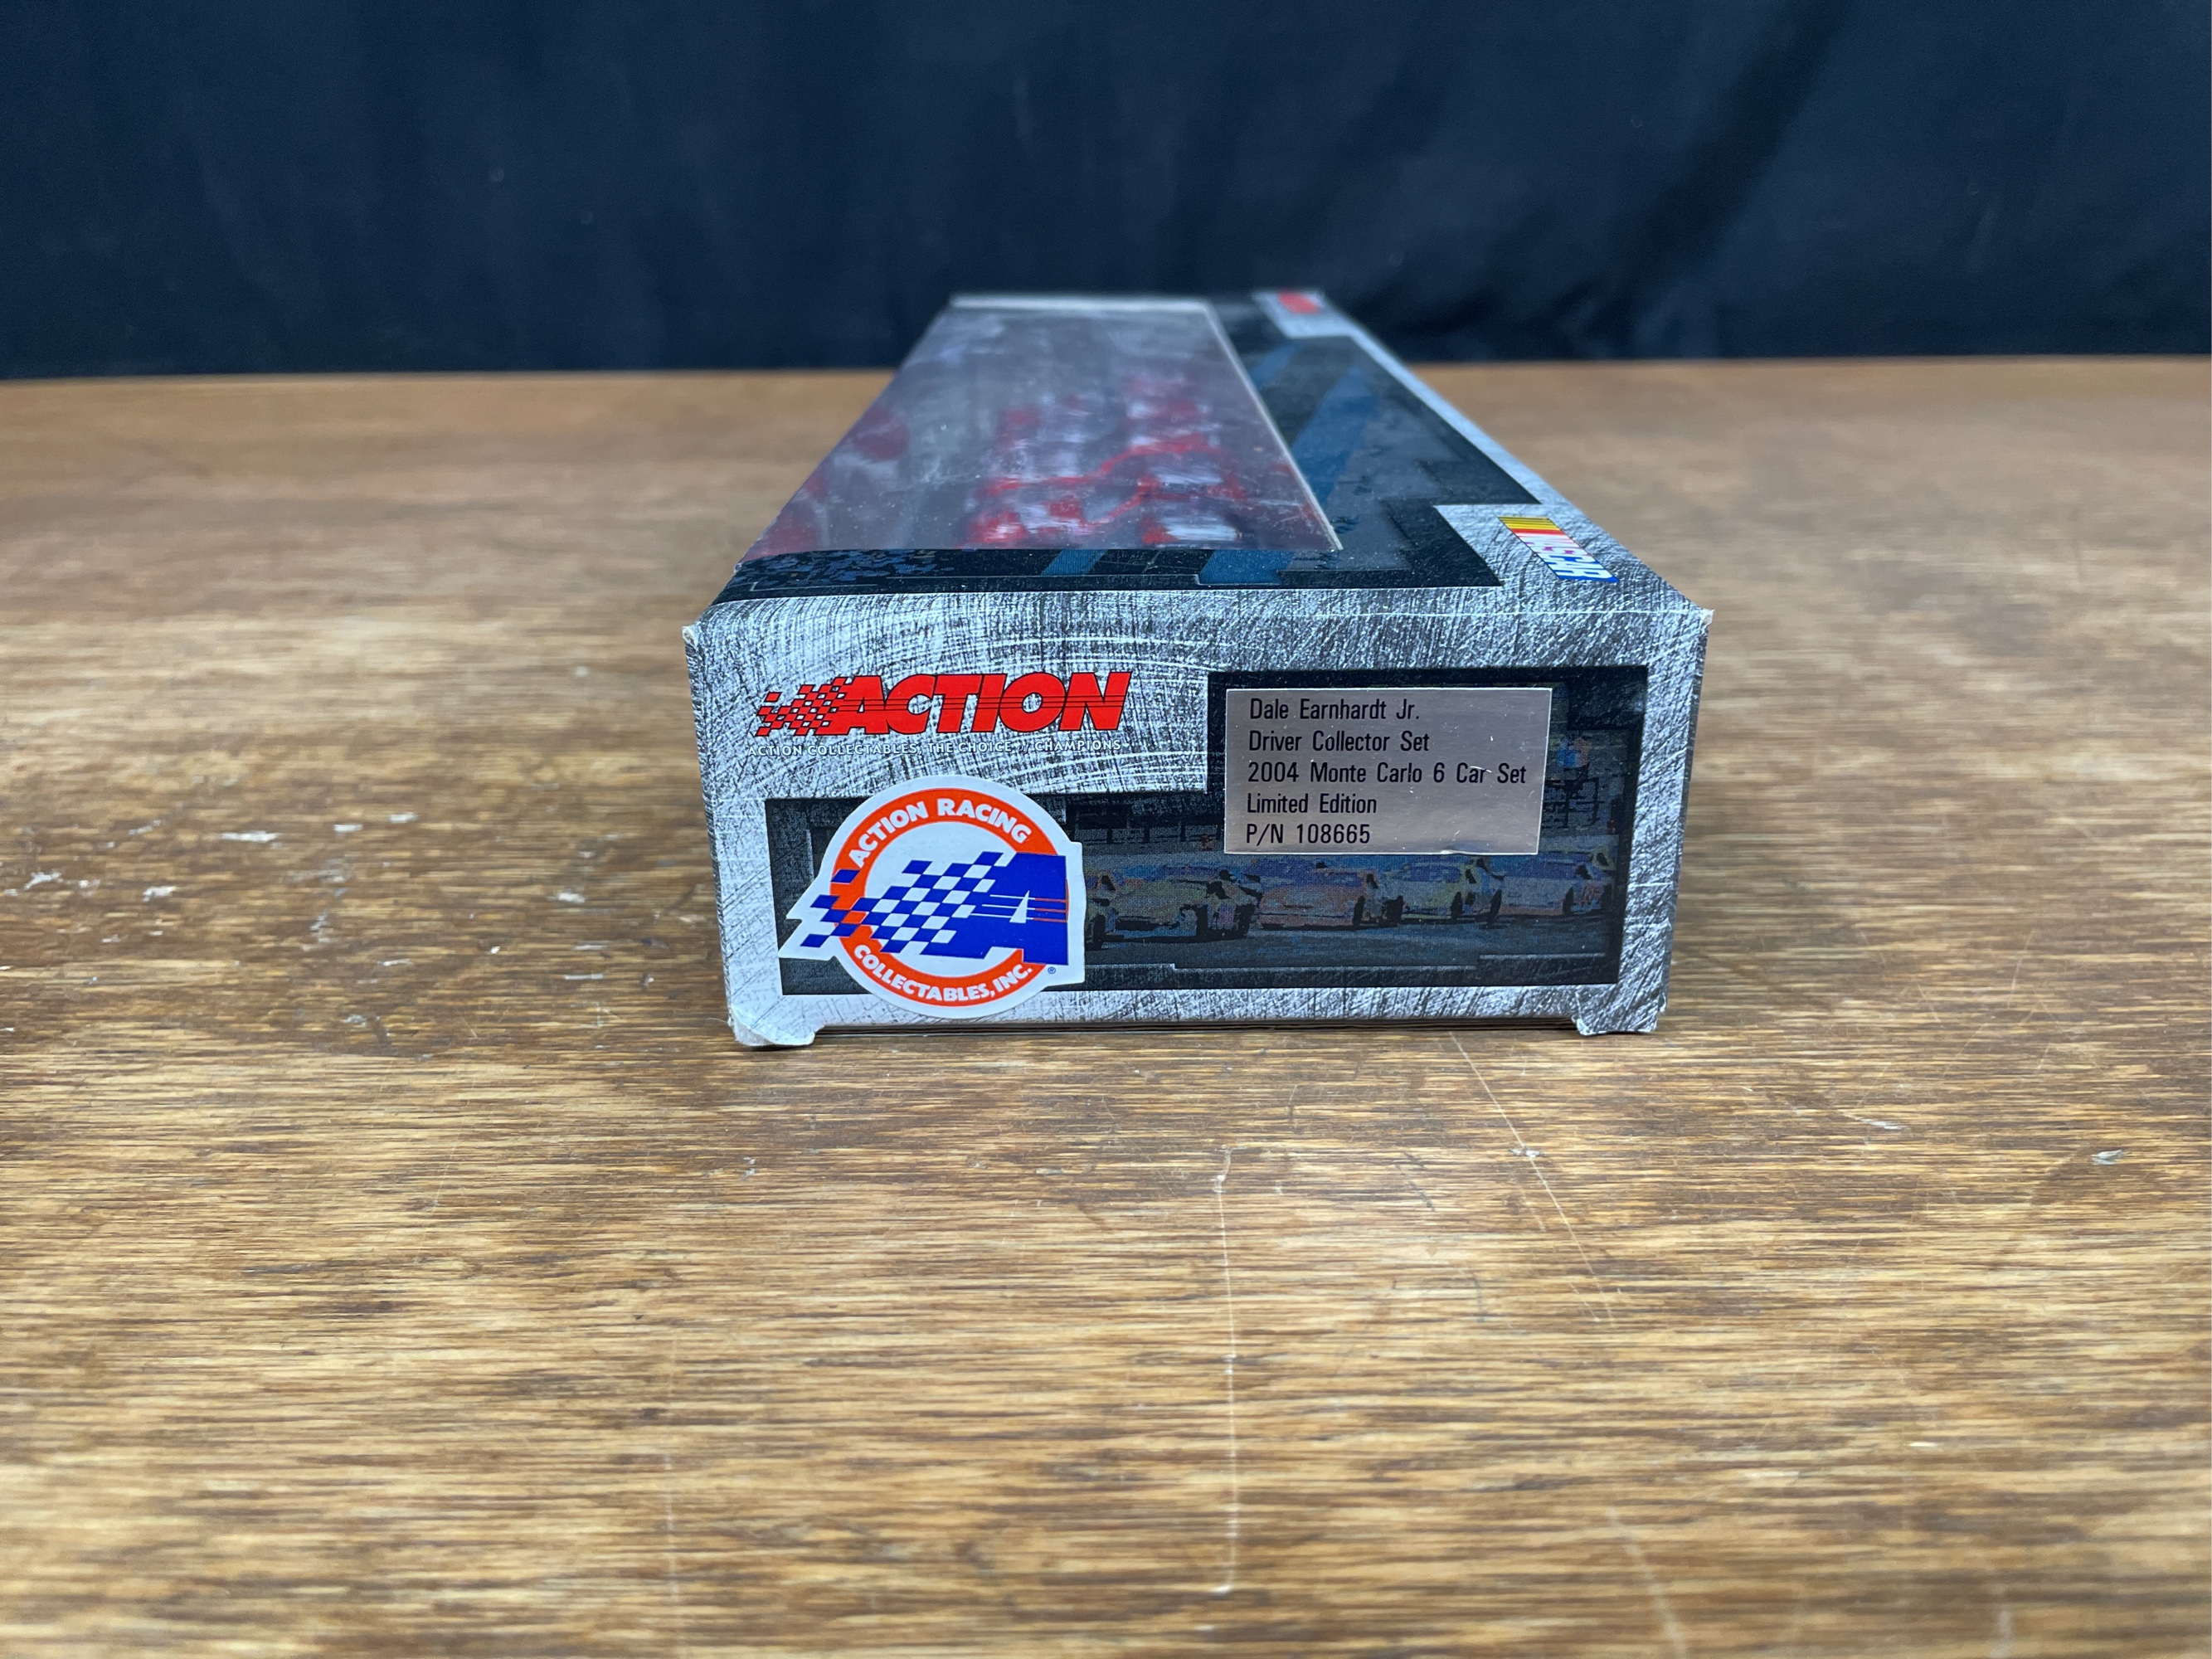 NASCAR
ACTION
ACTION COLLECTABLES THE CHOICE of CHAMPIONS
Dale Earnhardt Jr.
Driver Collector Set
2004 Monte Carlo 6 Car Set
Limited Edition
P/N 108665
ACTION RACING
A
COLLECTABLES, INC.®